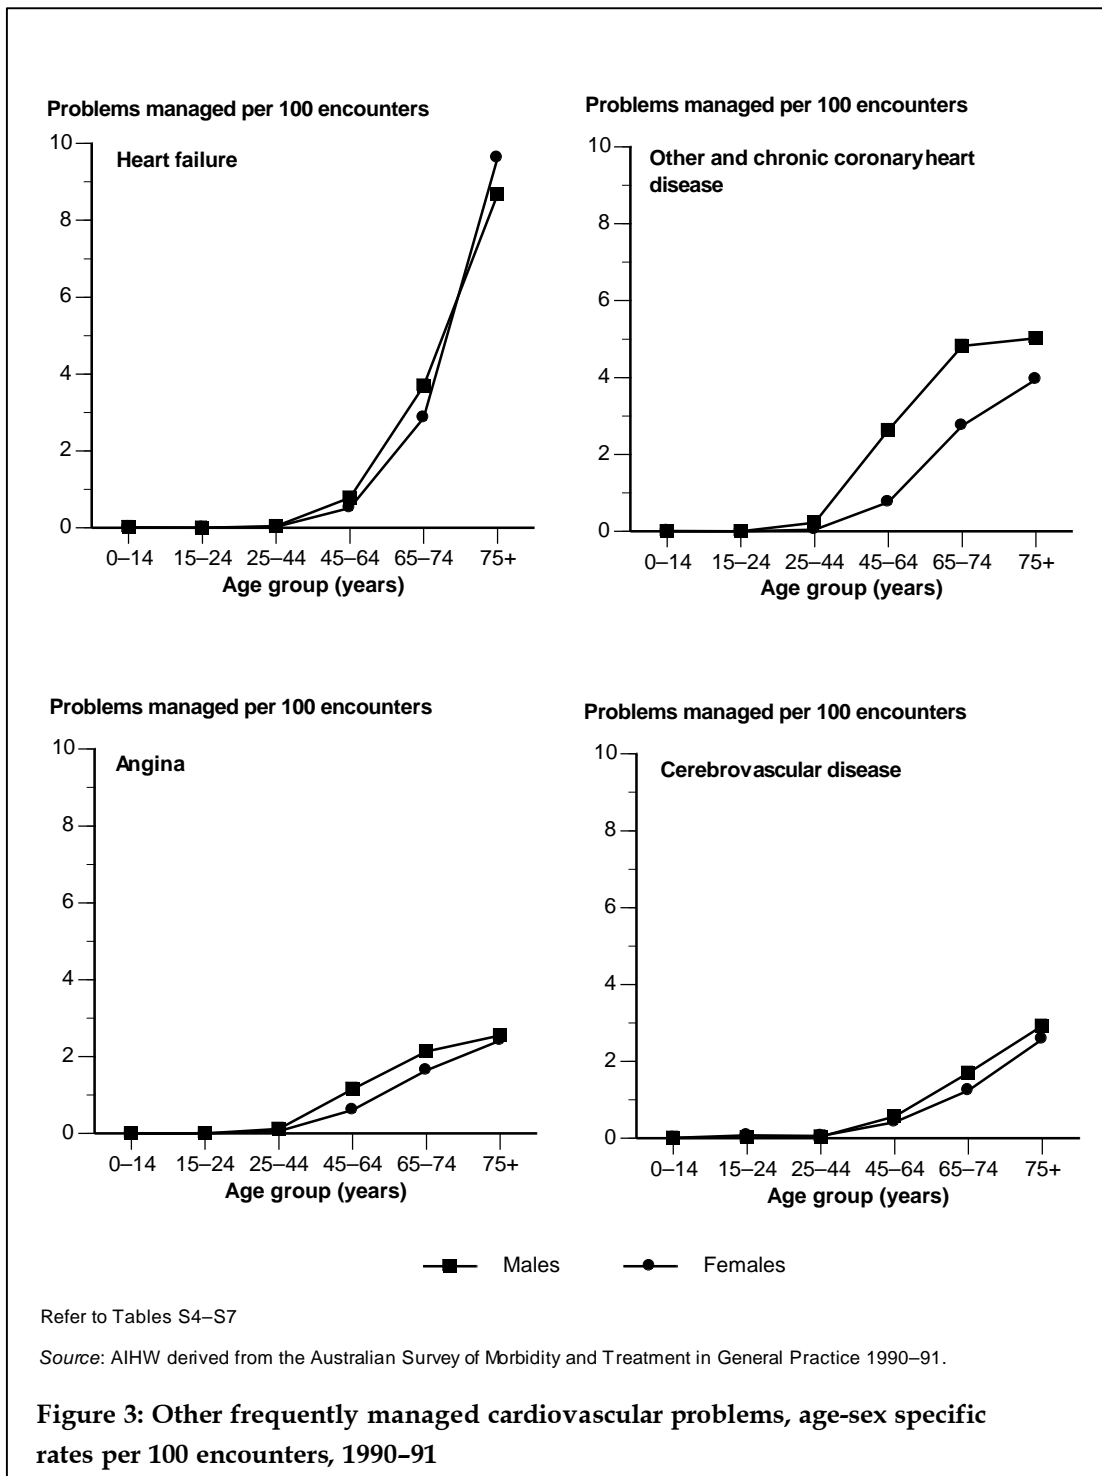 Problems managed per 100 encounters
Heart failure
10
8
6
4
2
0
0–14 15–24 25–44 45–64 65–74 75+
Age group (years)
Problems managed per 100 encounters
Other and chronic coronary heart
disease
10
8
6
4
2
0
0–14 15–24 25–44 45–64 65–74 75+
Age group (years)
Problems managed per 100 encounters
Angina
10
8
6
4
2
0
0–14 15–24 25–44 45–64 65–74 75+
Age group (years)
Problems managed per 100 encounters
Cerebrovascular disease
10
8
6
4
2
0
0–14 15–24 25–44 45–64 65–74 75+
Age group (years)
Males Females
Refer to Tables S4–S7
Source: AIHW derived from the Australian Survey of Morbidity and Treatment in General Practice 1990–91.
Figure 3: Other frequently managed cardiovascular problems, age-sex specific
rates per 100 encounters, 1990–91